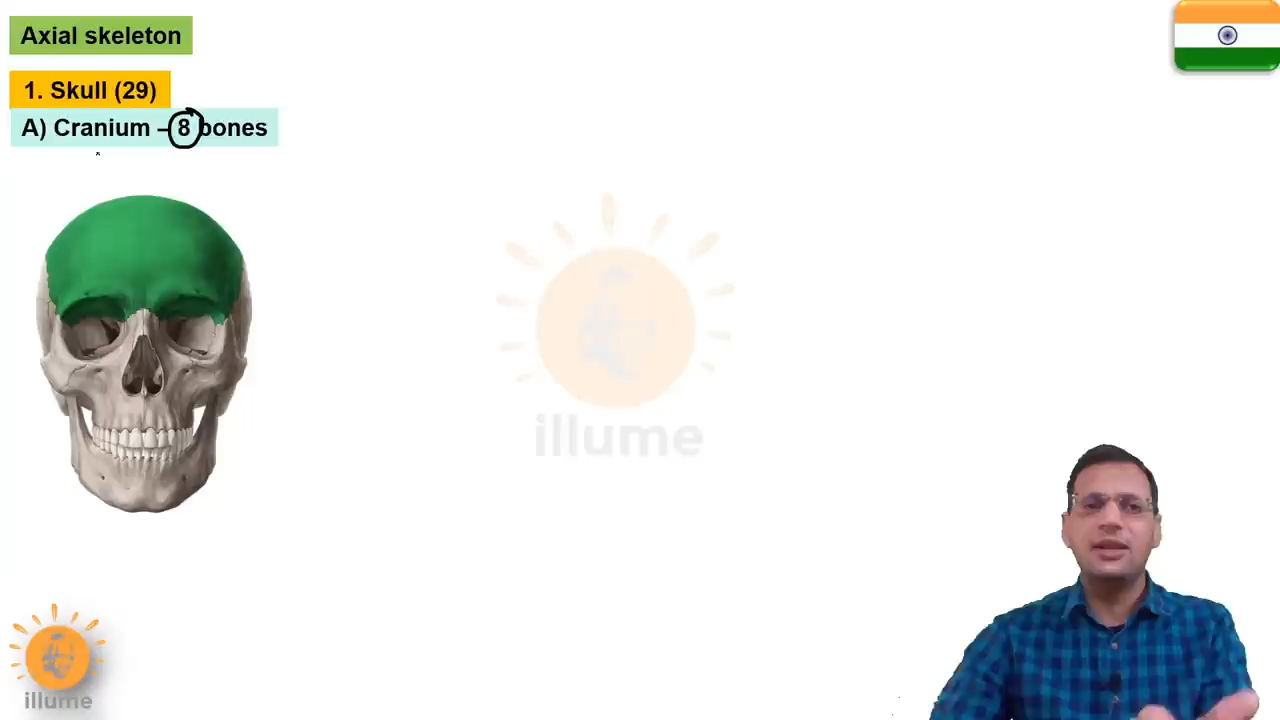 Axial skeleton
1. Skull (29)
A) Cranium – 8 bones
illume
illume